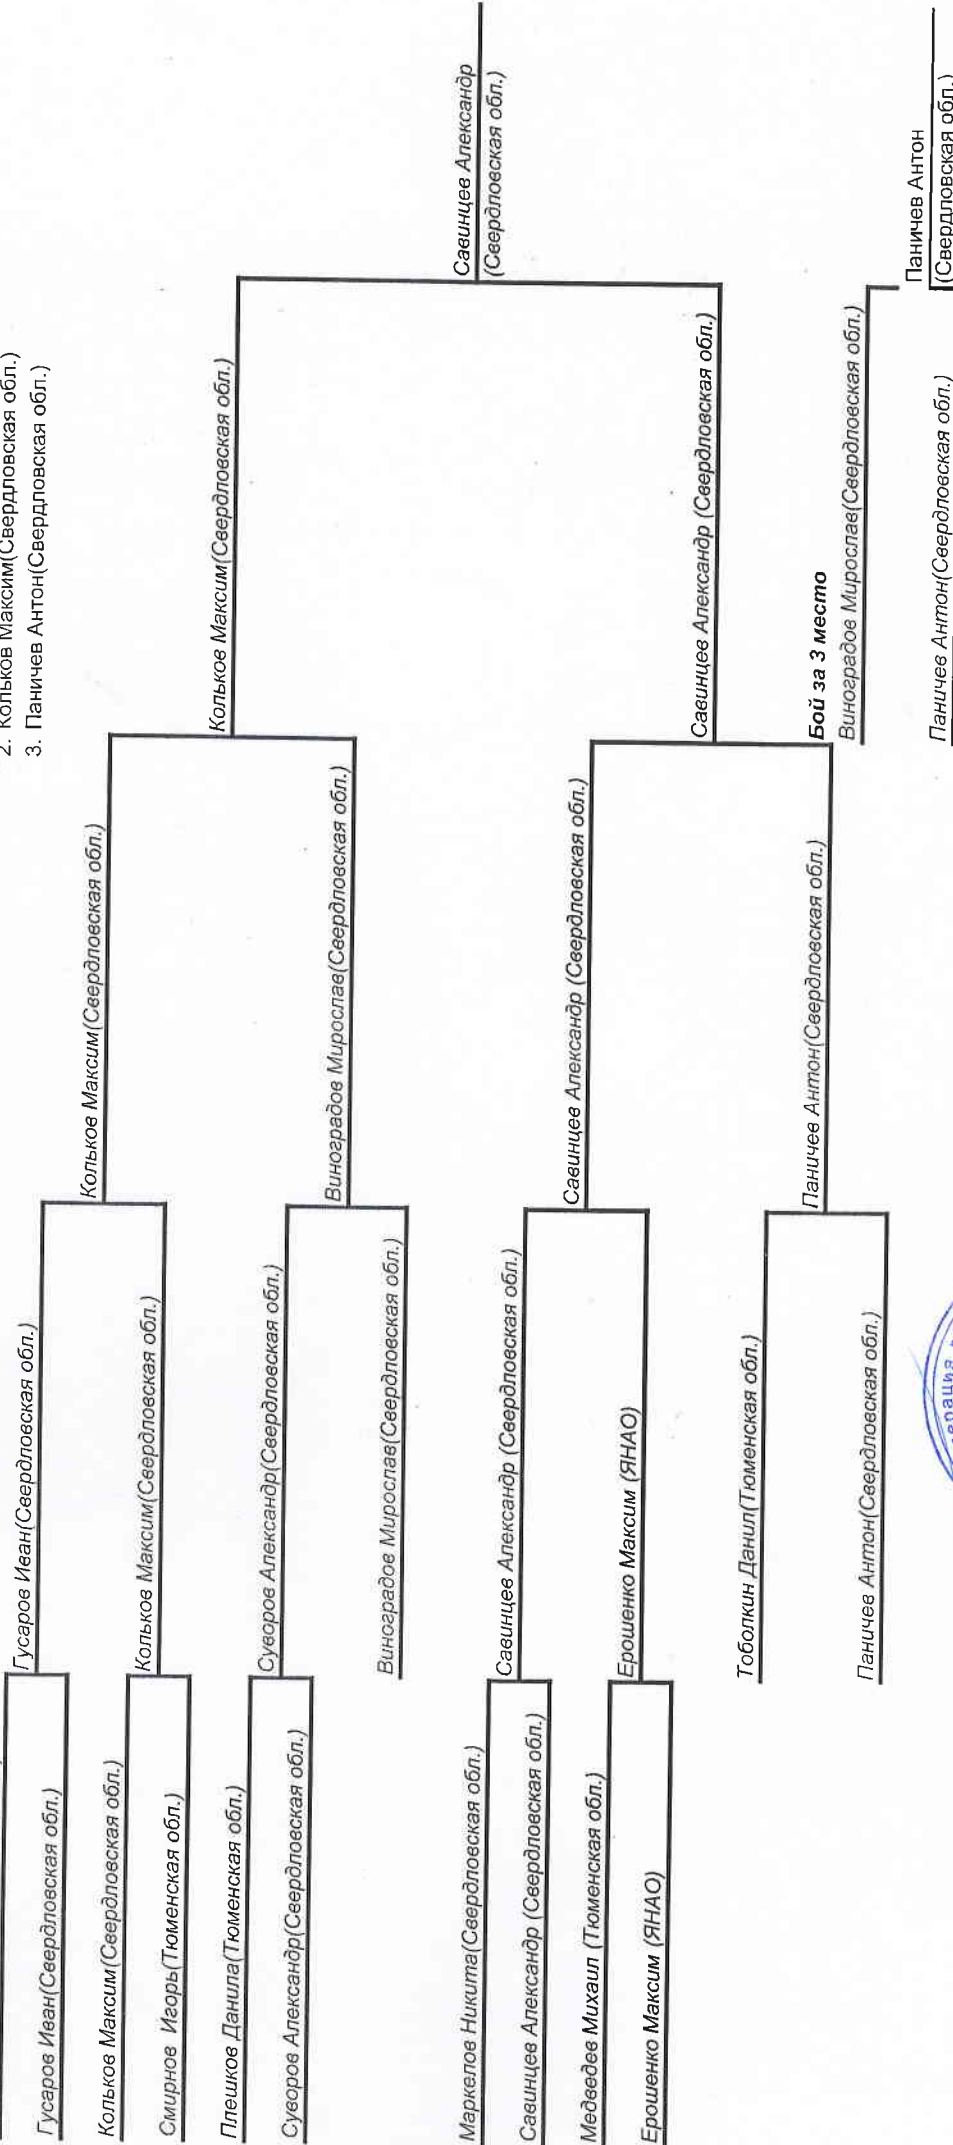 2. Кольков Максим(Свердловская обл.)
3. Паничев Антон(Свердловская обл.)
Гусаров Иван(Свердловская обл.)
Кольков Максим(Свердловская обл.)
Смирнов Игорь(Тюменская обл.)
Плешков Данила(Тюменская обл.)
Суворов Александр(Свердловская обл.)
Маркелов Никита(Свердловская обл.)
Савинцев Александр (Свердловская обл.)
Медведев Михаил (Тюменская обл.)
Ерошенко Максим (ЯНАО)
Гусаров Иван(Свердловская обл.)
Кольков Максим(Свердловская обл.)
Суворов Александр(Свердловская обл.)
Виноградов Мирослав(Свердловская обл.)
Савинцев Александр (Свердловская обл.)
Ерошенко Максим (ЯНАО)
Тоболкин Данил(Тюменская обл.)
Паничев Антон(Свердловская обл.)
Кольков Максим(Свердловская обл.)
Виноградов Мирослав(Свердловская обл.)
Савинцев Александр (Свердловская обл.)
Паничев Антон(Свердловская обл.)
Кольков Максим(Свердловская обл.)
Савинцев Александр (Свердловская обл.)
Савинцев Александр
(Свердловская обл.)
Бой за 3 место
Виноградов Мирослав(Свердловская обл.)
Паничев Антон(Свердловская обл.)
Паничев Антон
(Свердловская обл.)